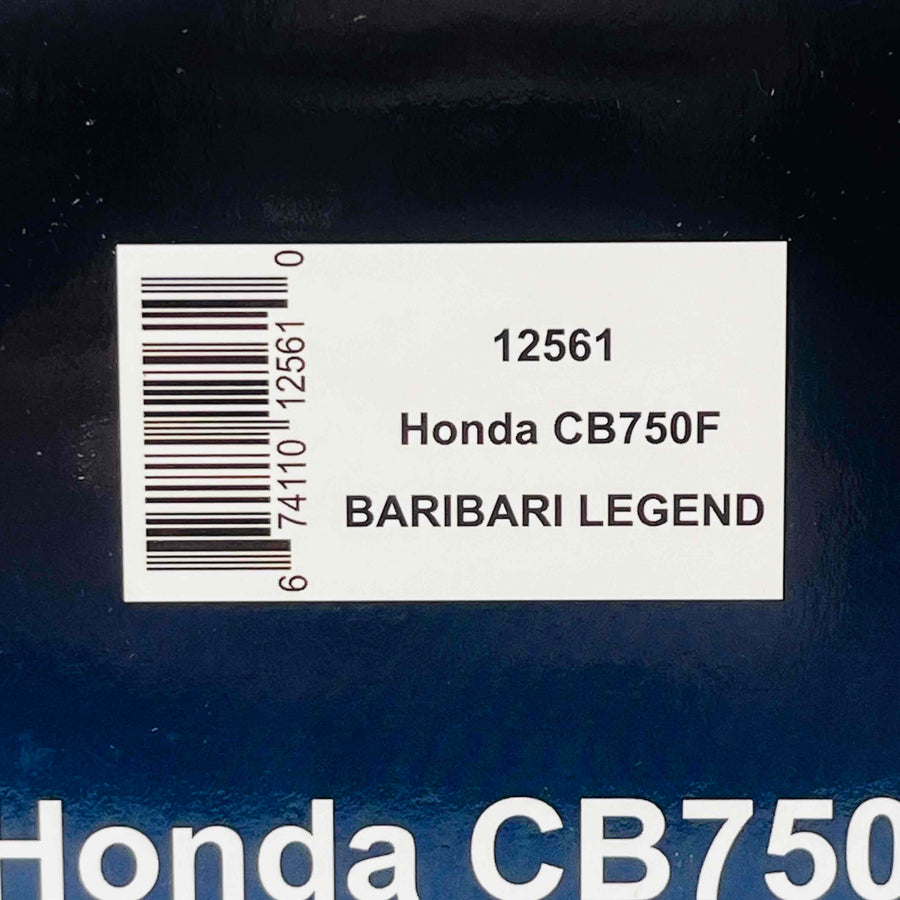 12561
Honda CB750F
BARIBARI LEGEND
6 74110 12561 0
Honda CB750